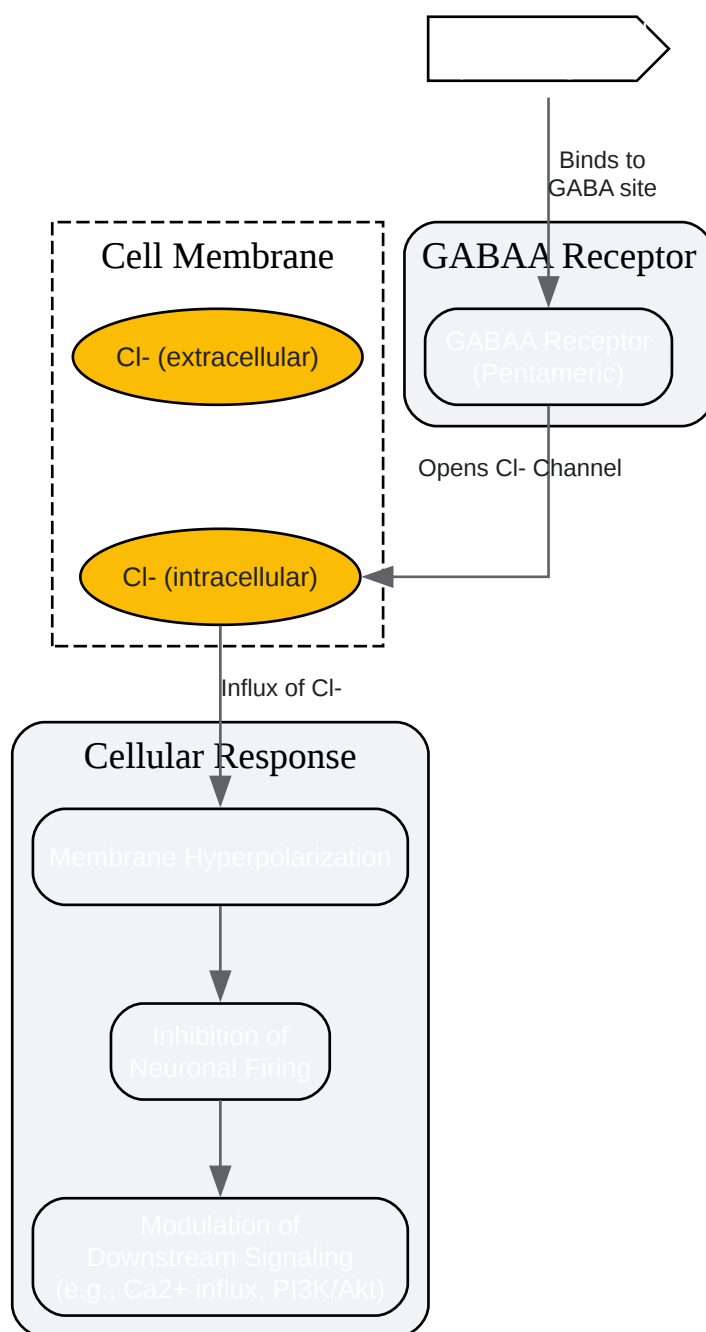 Binds to
GABA site
Cell Membrane
GABAA Receptor
Cl- (extracellular)
GABAA Receptor
(Pentameric)
Opens Cl- Channel
Cl- (intracellular)
Influx of Cl-
Cellular Response
Membrane Hyperpolarization
Inhibition of
Neuronal Firing
Modulation of
Downstream Signaling
(e.g., Ca2+ influx, PI3K/Akt)